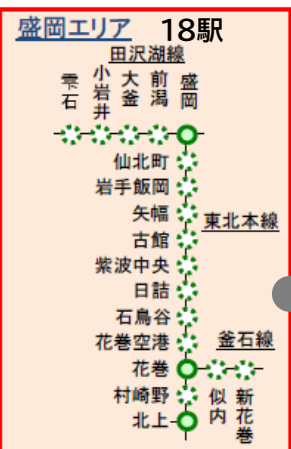 盛岡エリア 18駅
田沢湖線
雫石
小岩井
大釜
前潟
盛岡
仙北町
岩手飯岡
矢幅
東北本線
古館
紫波中央
日詰
石鳥谷
花巻空港
釜石線
花巻
村崎野
似内
新花巻
北上